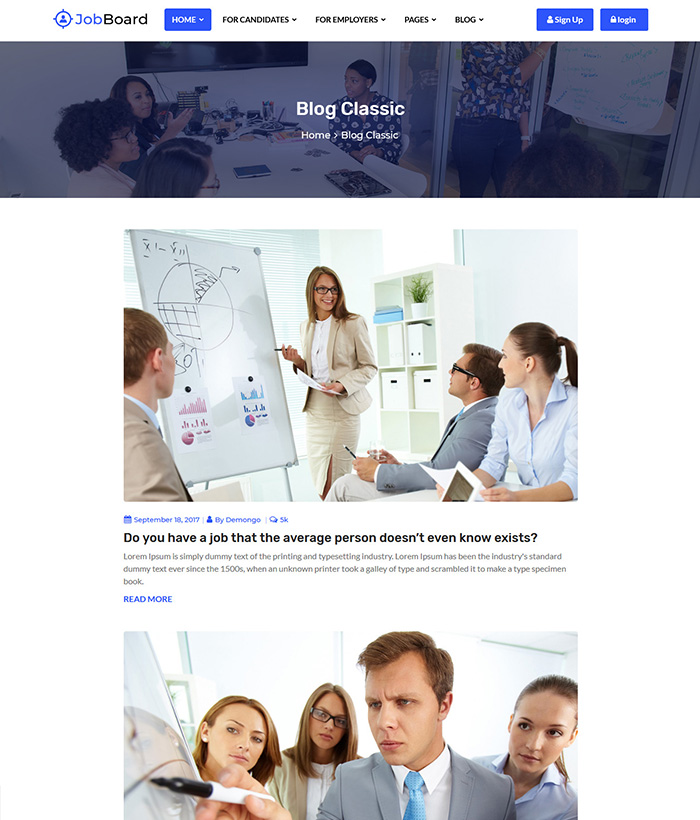 JobBoard
HOME
FOR CANDIDATES
FOR EMPLOYERS
PAGES
BLOG
Sign Up
login
Blog Classic
Home > Blog Classic
September 18, 2017 | By Demongo | 5k
Do you have a job that the average person doesn't even know exists?
Lorem Ipsum is simply dummy text of the printing and typesetting industry. Lorem Ipsum has been the industry's standard
dummy text ever since the 1500s, when an unknown printer took a galley of type and scrambled it to make a type specimen
book.
READ MORE